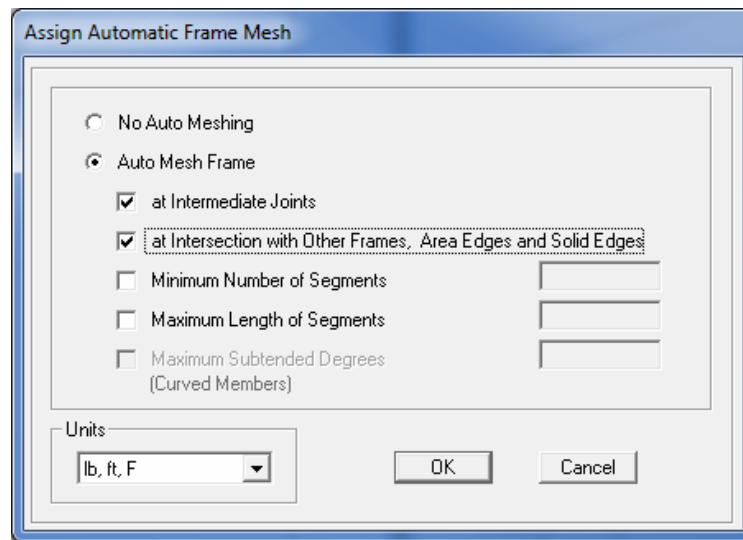 Assign Automatic Frame Mesh
No Auto Meshing
Auto Mesh Frame
at Intermediate Joints
at Intersection with Other Frames, Area Edges and Solid Edges
Minimum Number of Segments
Maximum Length of Segments
Maximum Subtended Degrees
(Curved Members)
Units
lb, ft, F
OK
Cancel